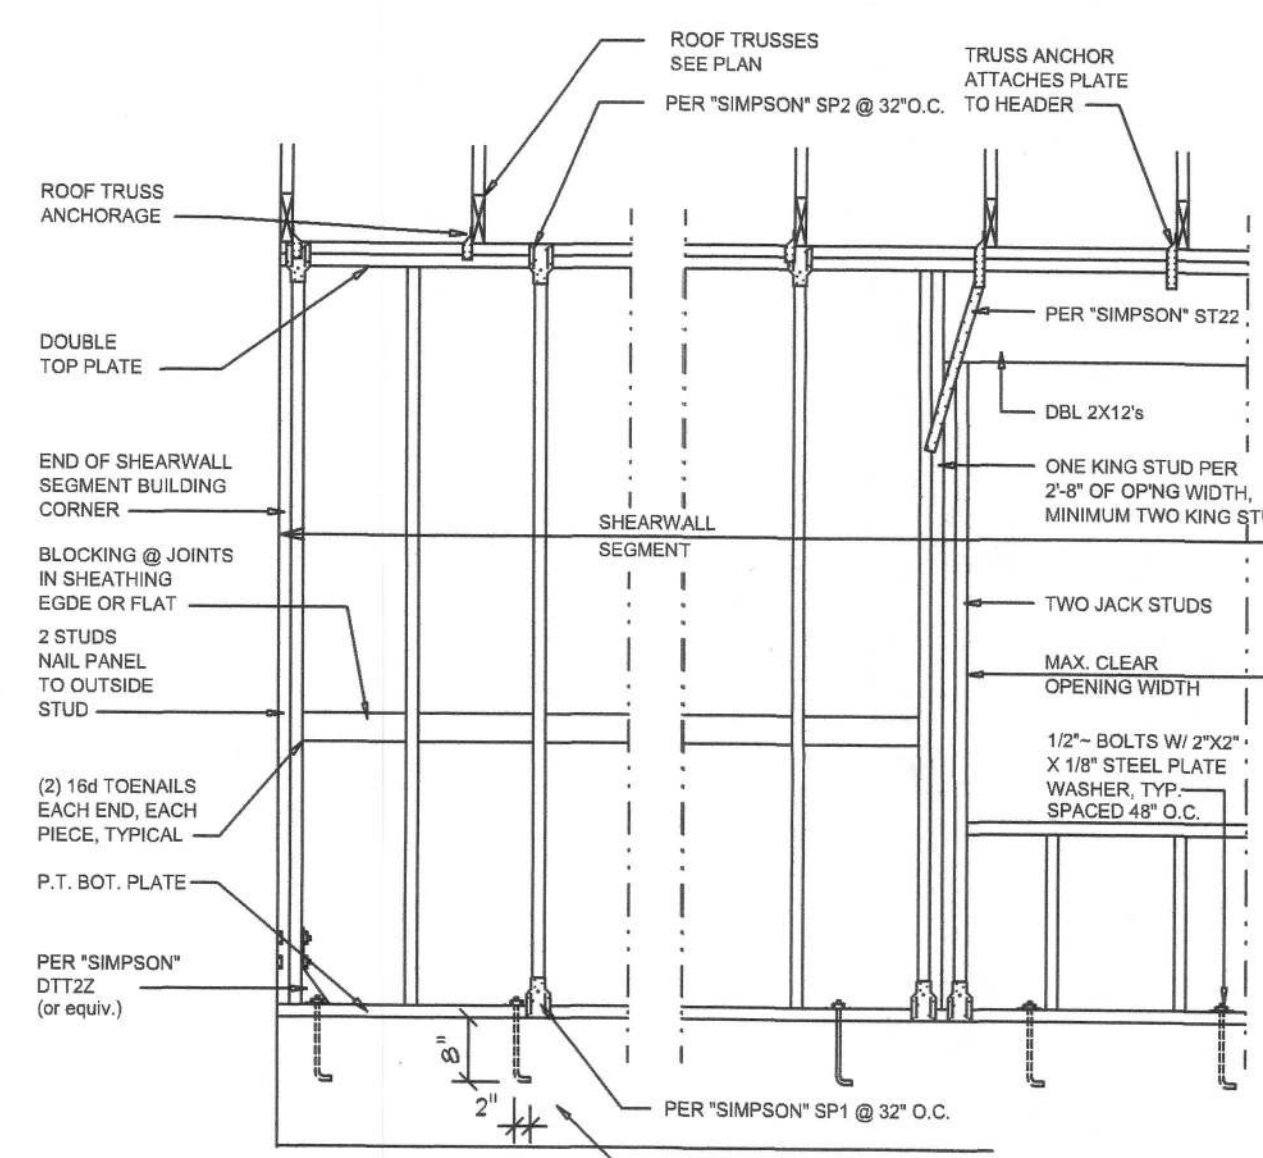 ROOF TRUSSES
SEE PLAN
PER "SIMPSON" SP2 @ 32"O.C.
TRUSS ANCHOR
ATTACHES PLATE
TO HEADER
ROOF TRUSS
ANCHORAGE
DOUBLE
TOP PLATE
PER "SIMPSON" ST22
DBL 2X12's
END OF SHEARWALL
SEGMENT BUILDING
CORNER
ONE KING STUD PER
2'-8" OF OP'NG WIDTH,
MINIMUM TWO KING STU
SHEARWALL
SEGMENT
BLOCKING @ JOINTS
IN SHEATHING
EGDE OR FLAT
TWO JACK STUDS
2 STUDS
NAIL PANEL
TO OUTSIDE
STUD
MAX. CLEAR
OPENING WIDTH
1/2"~ BOLTS W/ 2"X2"
X 1/8" STEEL PLATE
WASHER, TYP.
SPACED 48" O.C.
(2) 16d TOENAILS
EACH END, EACH
PIECE, TYPICAL
P.T. BOT. PLATE
PER "SIMPSON"
DTT2Z
(or equiv.)
8"
2"
PER "SIMPSON" SP1 @ 32" O.C.